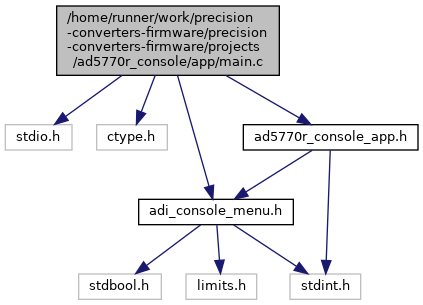 /home/runner/work/precision
-converters-firmware/precision
-converters-firmware/projects
/ad5770r_console/app/main.c
stdio.h
ctype.h
ad5770r_console_app.h
adi_console_menu.h
stdbool.h
limits.h
stdint.h